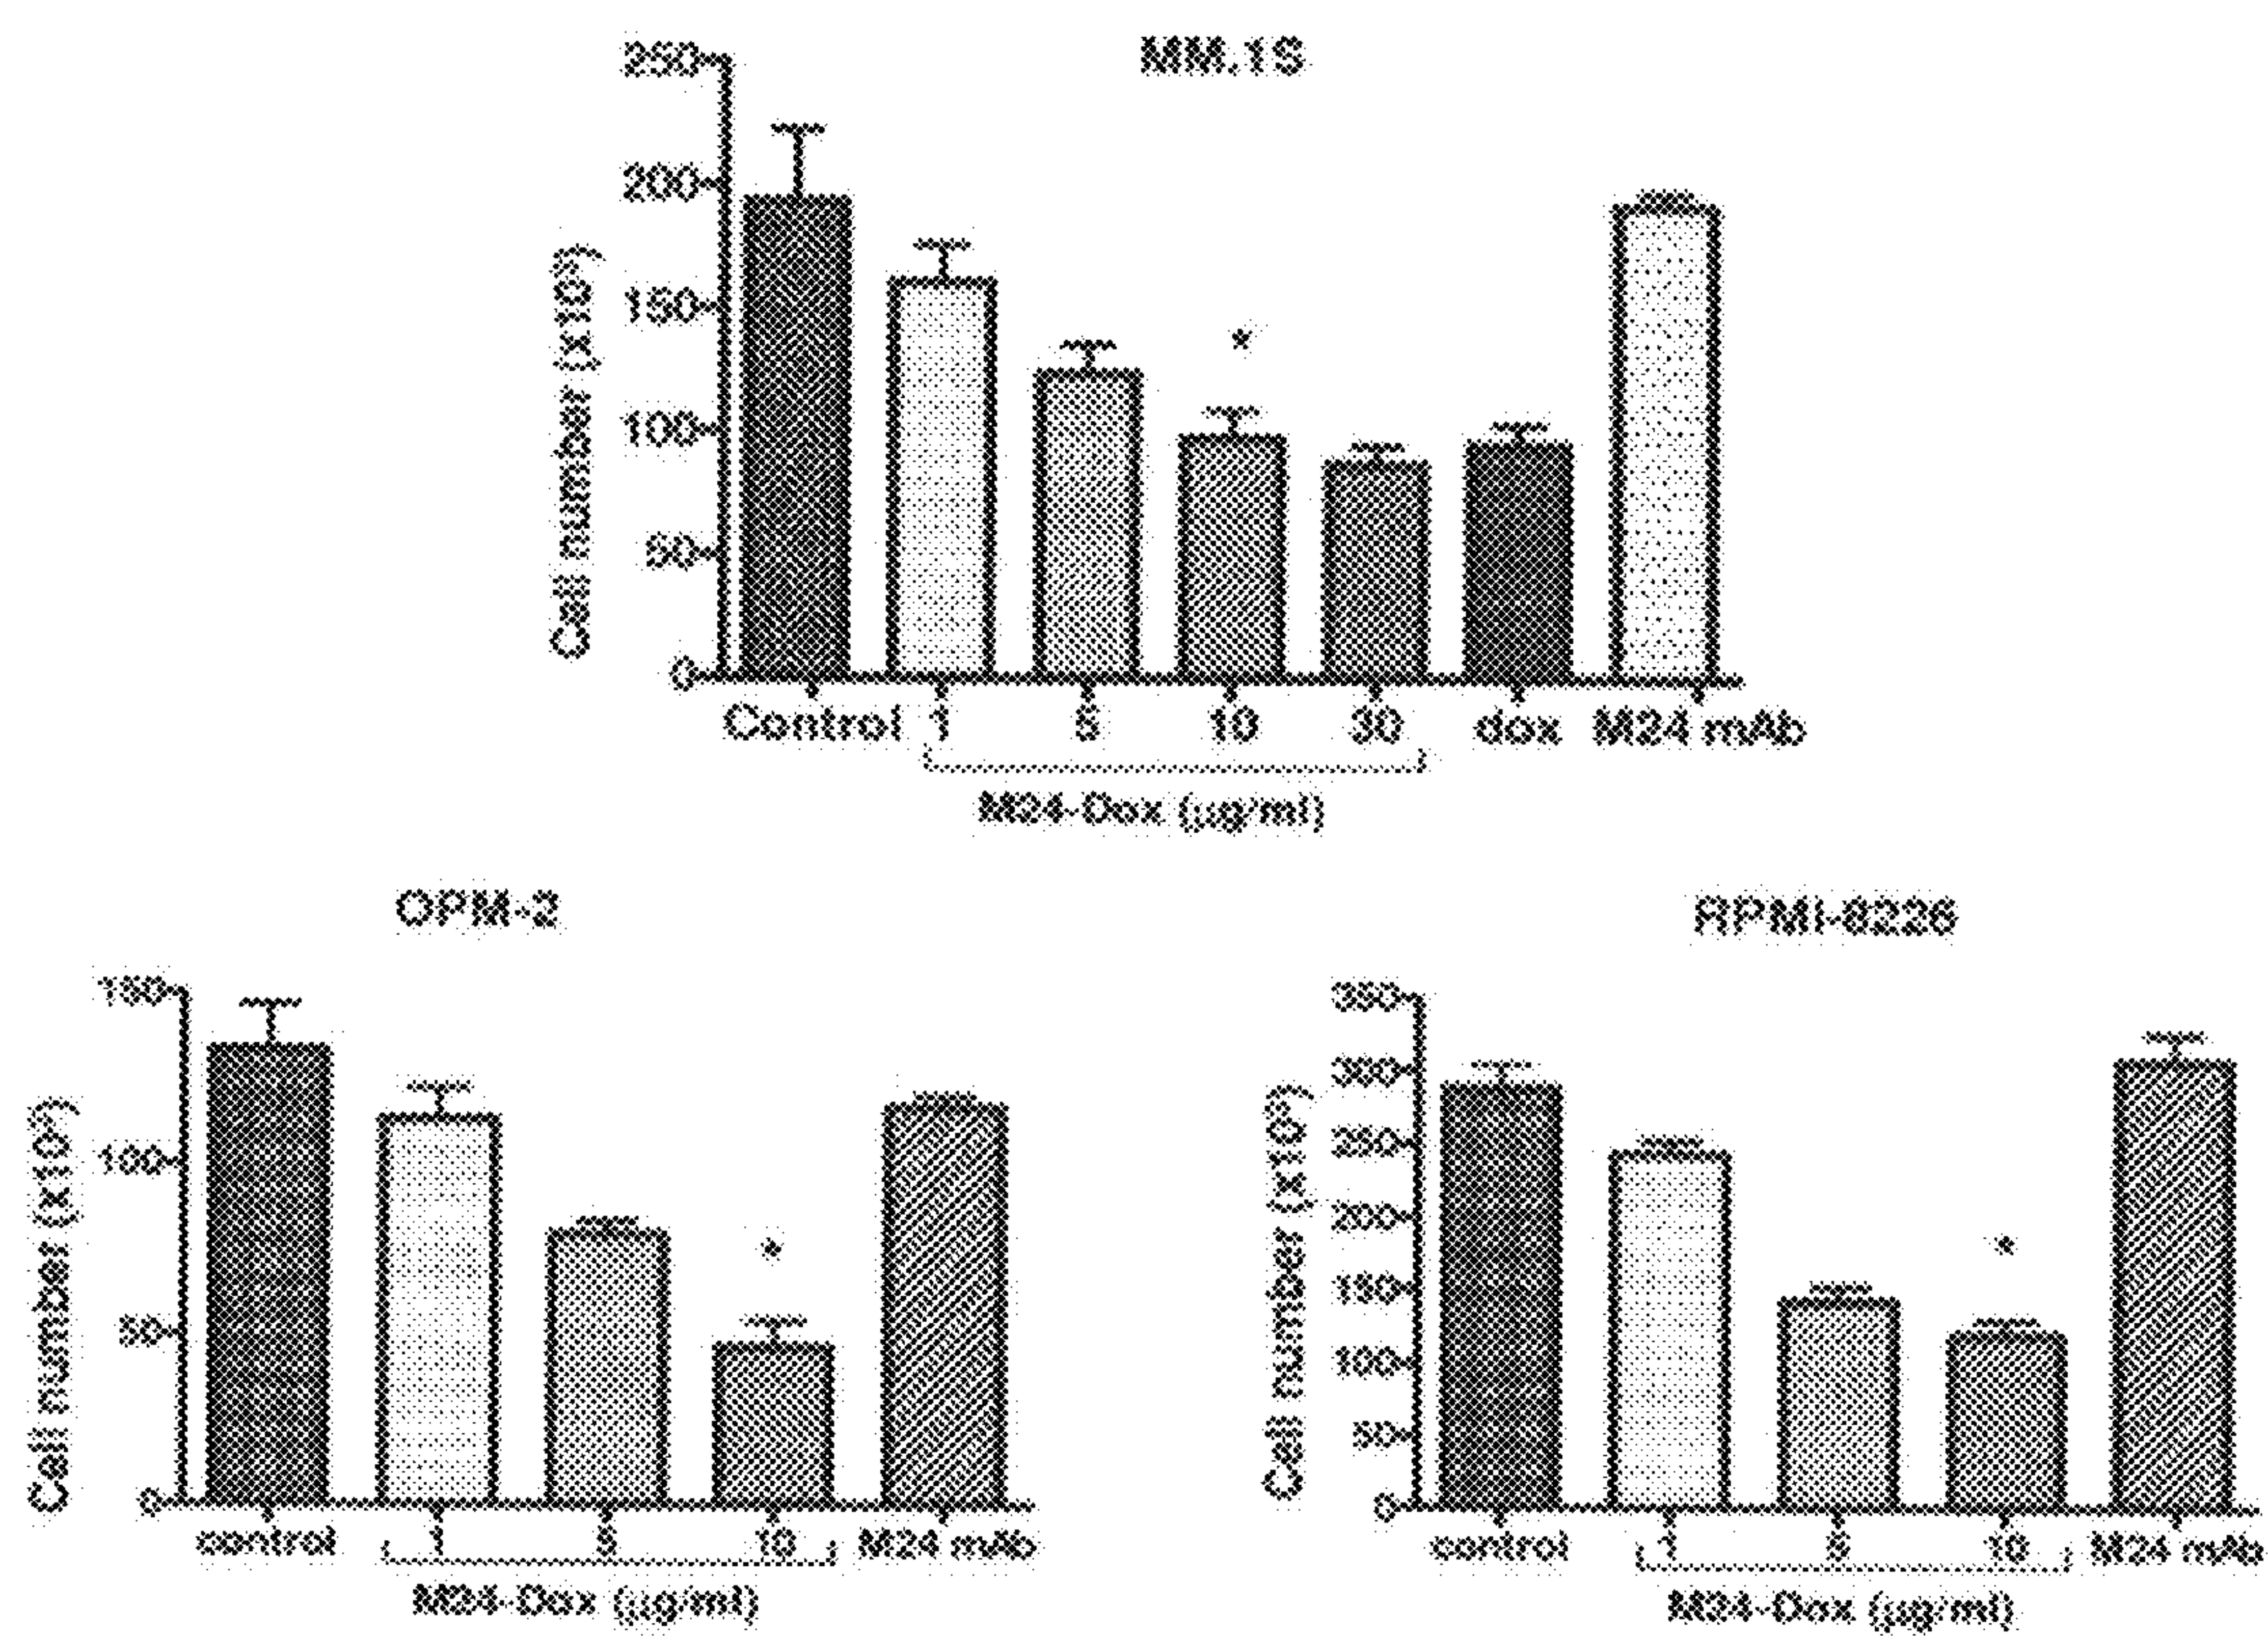 MM.1S
Cell number (x10³)
250
200
150
100
50
0
*
Control 1 5 10 30 dox M24 mAb
M24-Dox (µg/ml)
OPM-2
Cell number (x10³)
150
100
50
0
*
control 1 5 10 M24 mAb
M24-Dox (µg/ml)
RPMI-8226
Cell number (x10³)
350
300
250
200
150
100
50
0
*
control 1 5 10 M24 mAb
M24-Dox (µg/ml)